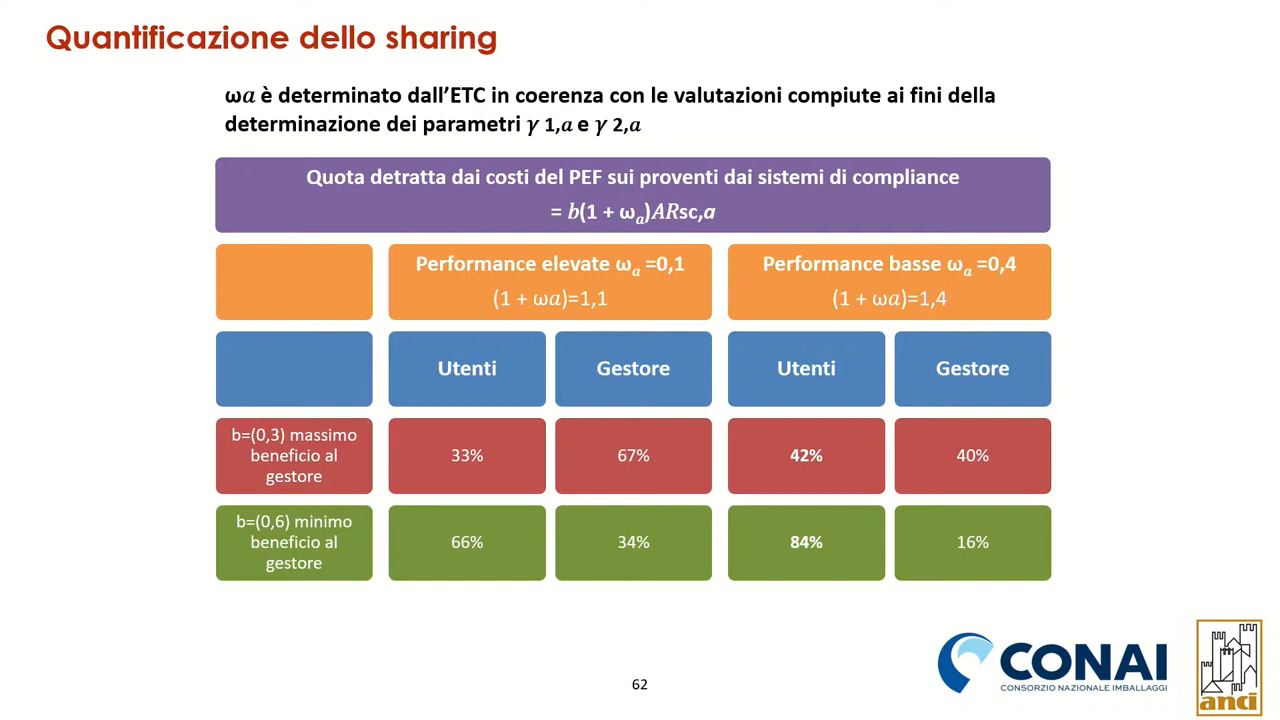 Quantificazione dello sharing
ω𝑎 è determinato dall’ETC in coerenza con le valutazioni compiute ai fini della
determinazione dei parametri 𝛾 1,𝑎 e 𝛾 2,𝑎
Quota detratta dai costi del PEF sui proventi dai sistemi di compliance
= 𝑏(1 + ωₐ)𝐴𝑅sc,a
Performance elevate ωₐ =0,1
(1 + ω𝑎)=1,1
Performance basse ωₐ =0,4
(1 + ω𝑎)=1,4
Utenti
Gestore
Utenti
Gestore
b=(0,3) massimo
beneficio al
gestore
33%
67%
42%
40%
b=(0,6) minimo
beneficio al
gestore
66%
34%
84%
16%
CONAI
CONSORZIO NAZIONALE IMBALLAGGI
anci
62